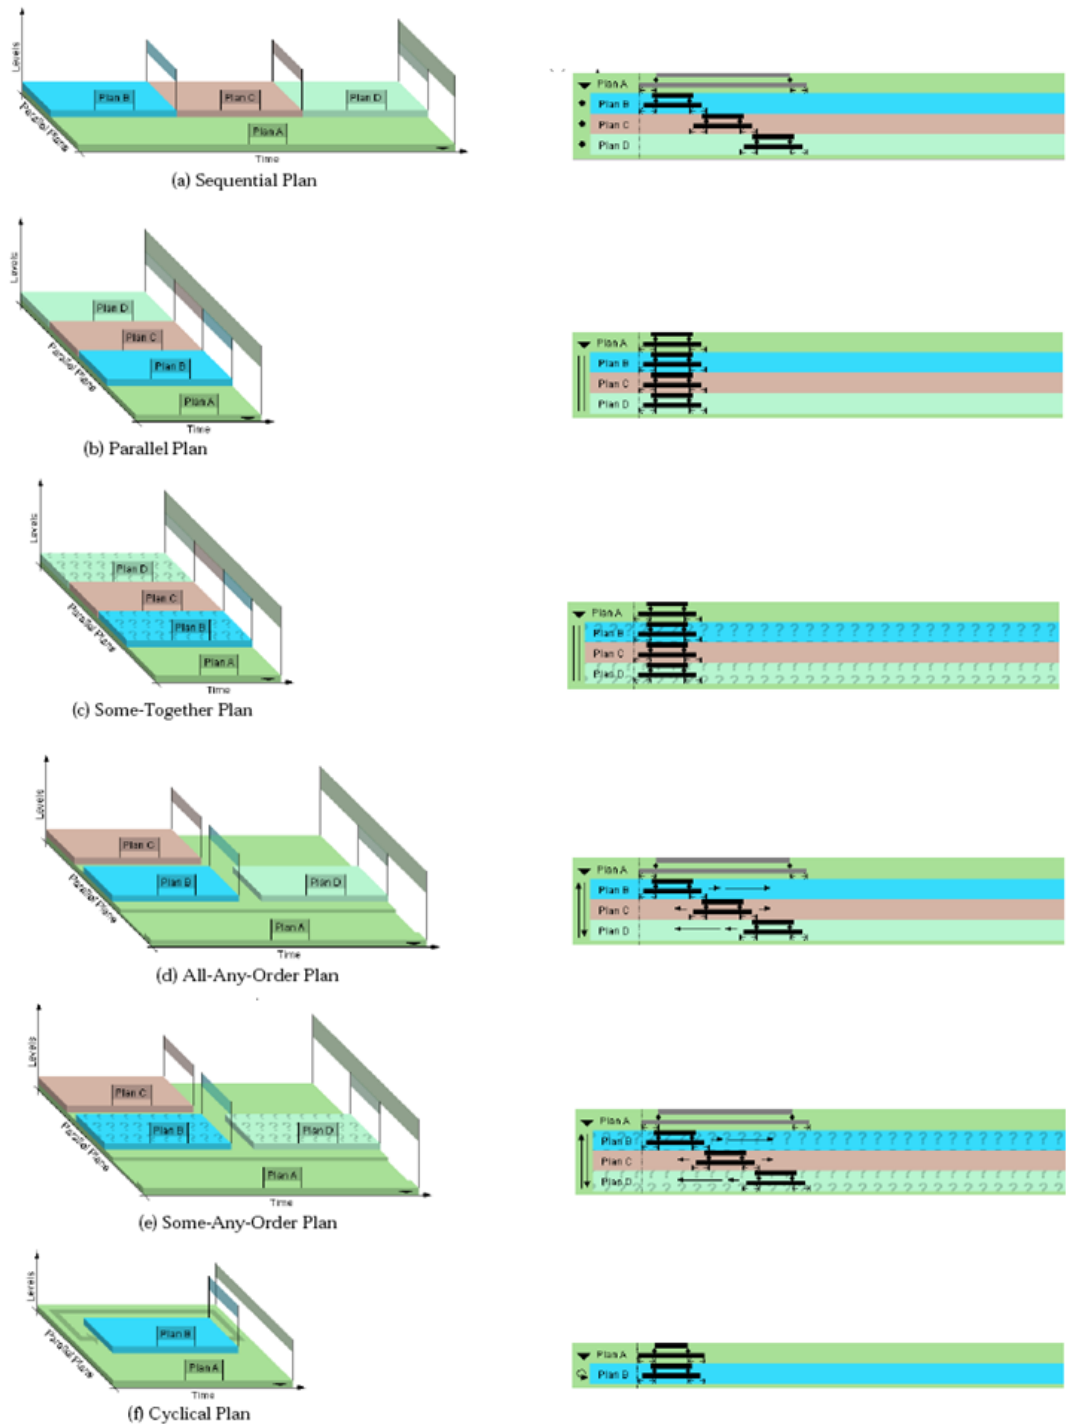 Levels
Plan B
Plan C
Plan D
Plan A
Parallel Plans
Time
(a) Sequential Plan
Plan A
Plan B
Plan C
Plan D
Levels
Plan D
Plan C
Plan B
Plan A
Parallel Plans
Time
(b) Parallel Plan
Plan A
Plan B
Plan C
Plan D
Levels
Plan D
Plan C
Plan B
Plan A
Parallel Plans
Time
(c) Some-Together Plan
Plan A
Plan B
Plan C
Plan D
Levels
Plan C
Plan B
Plan D
Plan A
Parallel Plans
Time
(d) All-Any-Order Plan
Plan A
Plan B
Plan C
Plan D
Levels
Plan C
Plan B
Plan D
Plan A
Parallel Plans
Time
(e) Some-Any-Order Plan
Plan A
Plan B
Plan C
Plan D
Levels
Plan B
Plan A
Parallel Plans
Time
(f) Cyclical Plan
Plan A
Plan B